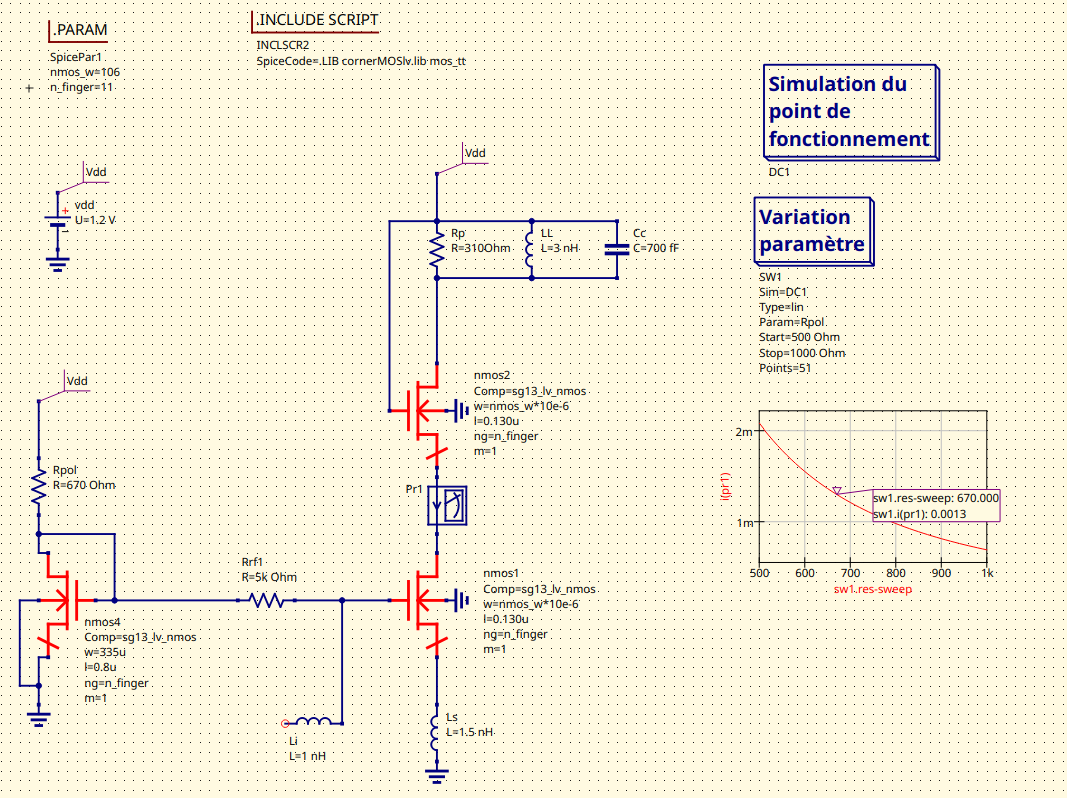 .PARAM
SpicePar1
nmos_w=106
n_finger=11
.INCLUDE SCRIPT
INCLSCR2
SpiceCode=.LIB cornerMOSlv.lib mos_tt
Simulation du
point de
fonctionnement
DC1
Variation
paramètre
SW1
Sim=DC1
Type=lin
Param=Rpol
Start=500 Ohm
Stop=1000 Ohm
Points=51
Vdd
vdd
U=1.2 V
Vdd
Rp
R=310Ohm
LL
L=3 nH
Cc
C=700 fF
nmos2
Comp=sg13_lv_nmos
w=nmos_w*10e-6
l=0.130u
ng=n_finger
m=1
Vdd
Rpol
R=670 Ohm
Pr1
nmos4
Comp=sg13_lv_nmos
w=335u
l=0.8u
ng=n_finger
m=1
Rrf1
R=5k Ohm
nmos1
Comp=sg13_lv_nmos
w=nmos_w*10e-6
l=0.130u
ng=n_finger
m=1
Li
L=1 nH
Ls
L=1.5 nH
2m
1m
i(pr1)
sw1.res-sweep: 670.000
sw1.i(pr1): 0.0013
500 600 700 800 900 1k
sw1.res-sweep